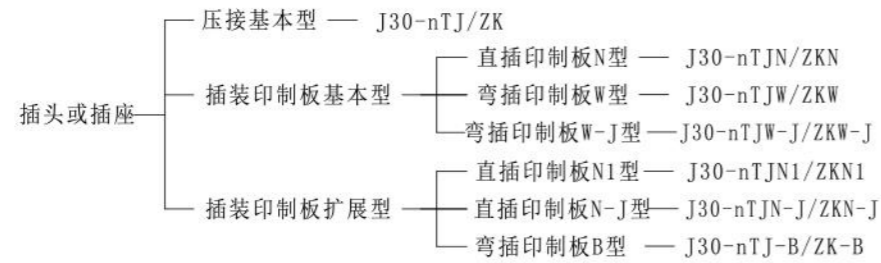 压接基本型 — J30-nTJ/ZK
直插印制板N型 — J30-nTJN/ZKN
插装印制板基本型 弯插印制板W型 — J30-nTJW/ZKW
插头或插座
弯插印制板W-J型 — J30-nTJW-J/ZKW-J
直插印制板N1型 — J30-nTJN1/ZKN1
插装印制板扩展型 直插印制板N-J型 — J30-nTJN-J/ZKN-J
弯插印制板B型 — J30-nTJ-B/ZK-B